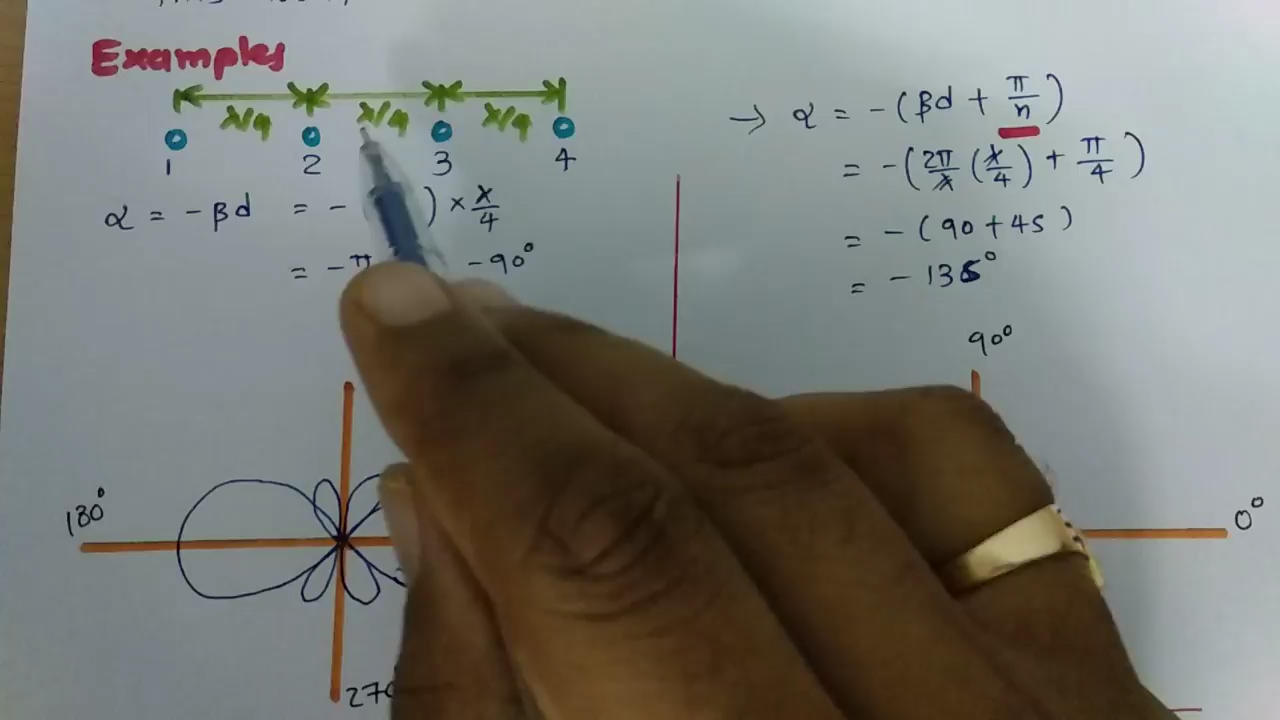 Examples
λ/4 λ/4 λ/4
1 2 3 4
α = -βd = - ( ) × λ/4
= -π -90°
→ α = -(βd + π/n)
= -(2π/λ (λ/4) + π/4)
= -(90+45)
= -135°
90°
180°
0°
270